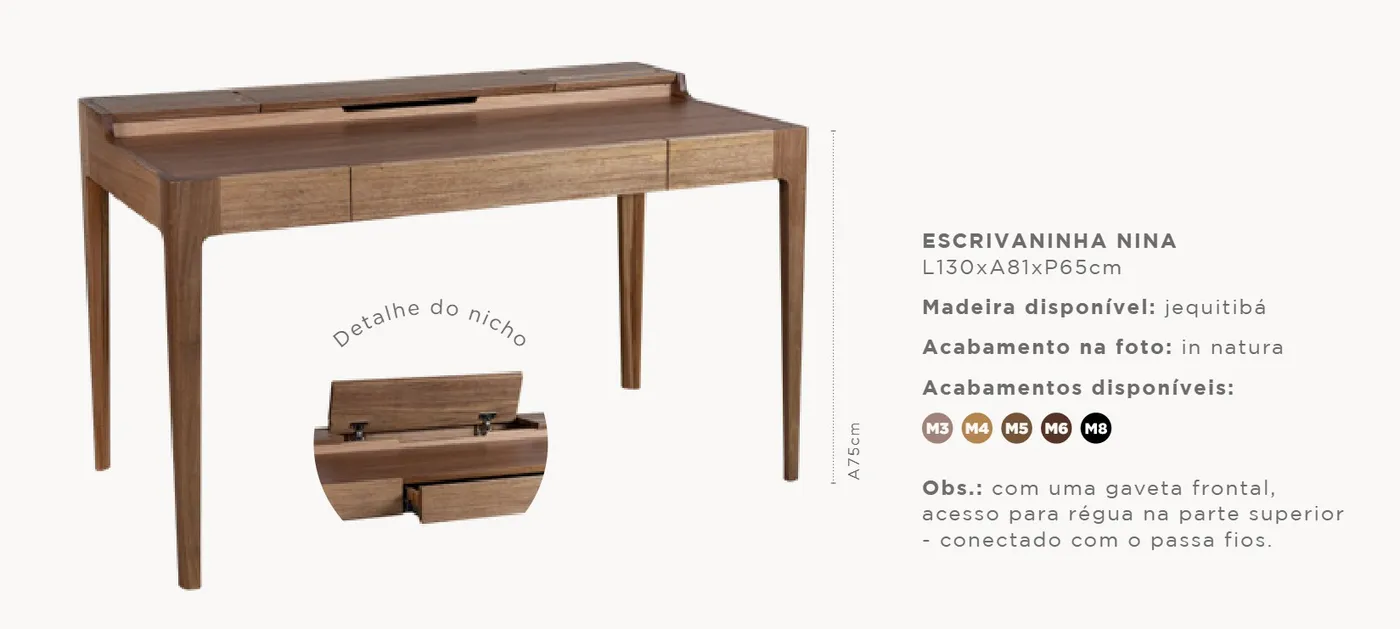 ESCRIVANINHA NINA
L130xA81xP65cm
Madeira disponível: jequitibá
Acabamento na foto: in natura
Acabamentos disponíveis:
M3 M4 M5 M6 M8
Obs.: com uma gaveta frontal,
acesso para régua na parte superior
- conectado com o passa fios.
Detalhe do nicho
A75cm